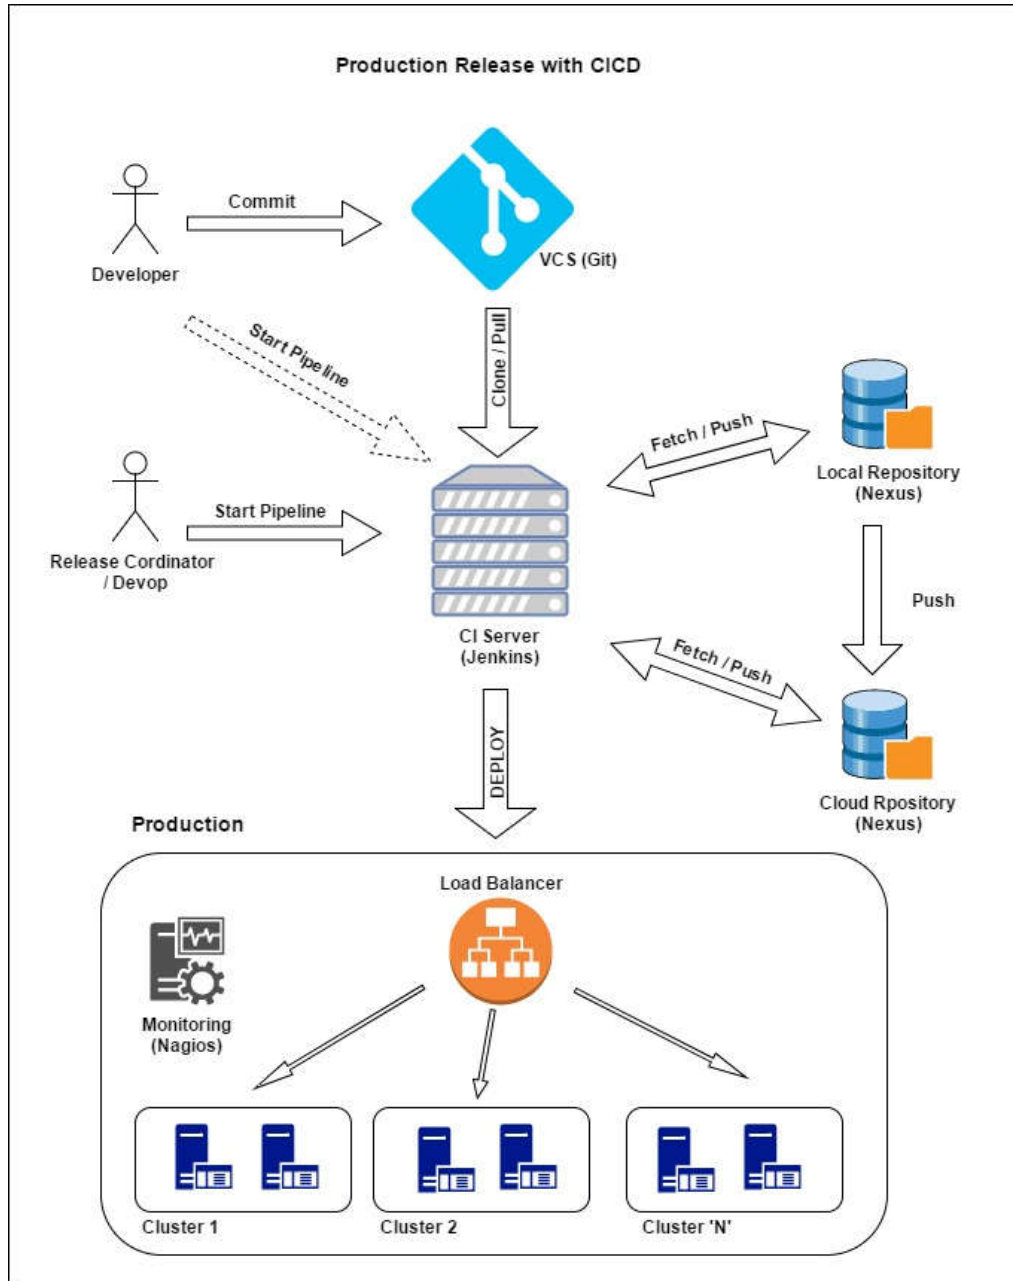 Production Release with CICD
Commit
Developer
VCS (Git)
Start Pipeline
Clone / Pull
Fetch / Push
Local Repository
(Nexus)
Start Pipeline
Release Cordinator
/ Devop
Push
CI Server
(Jenkins)
Fetch / Push
DEPLOY
Cloud Rpository
(Nexus)
Production
Load Balancer
Monitoring
(Nagios)
Cluster 1
Cluster 2
Cluster 'N'